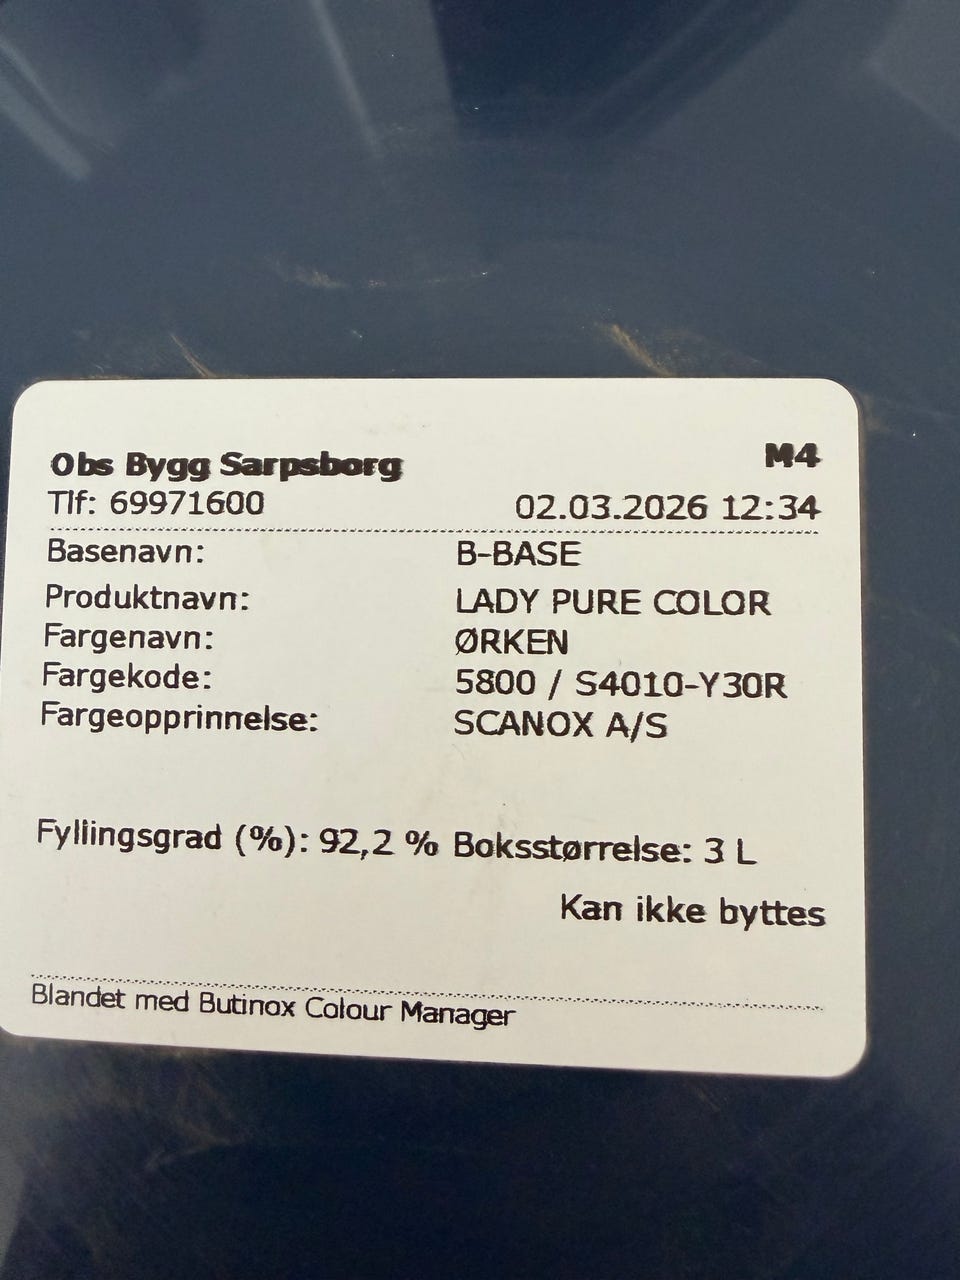 Obs Bygg Sarpsborg M4
Tlf: 69971600 02.03.2026 12:34
Basenavn: B-BASE
Produktnavn: LADY PURE COLOR
Fargenavn: ØRKEN
Fargekode: 5800 / S4010-Y30R
Fargeopprinnelse: SCANOX A/S
Fyllingsgrad (%): 92,2 % Boksstørrelse: 3 L
Kan ikke byttes
Blandet med Butinox Colour Manager